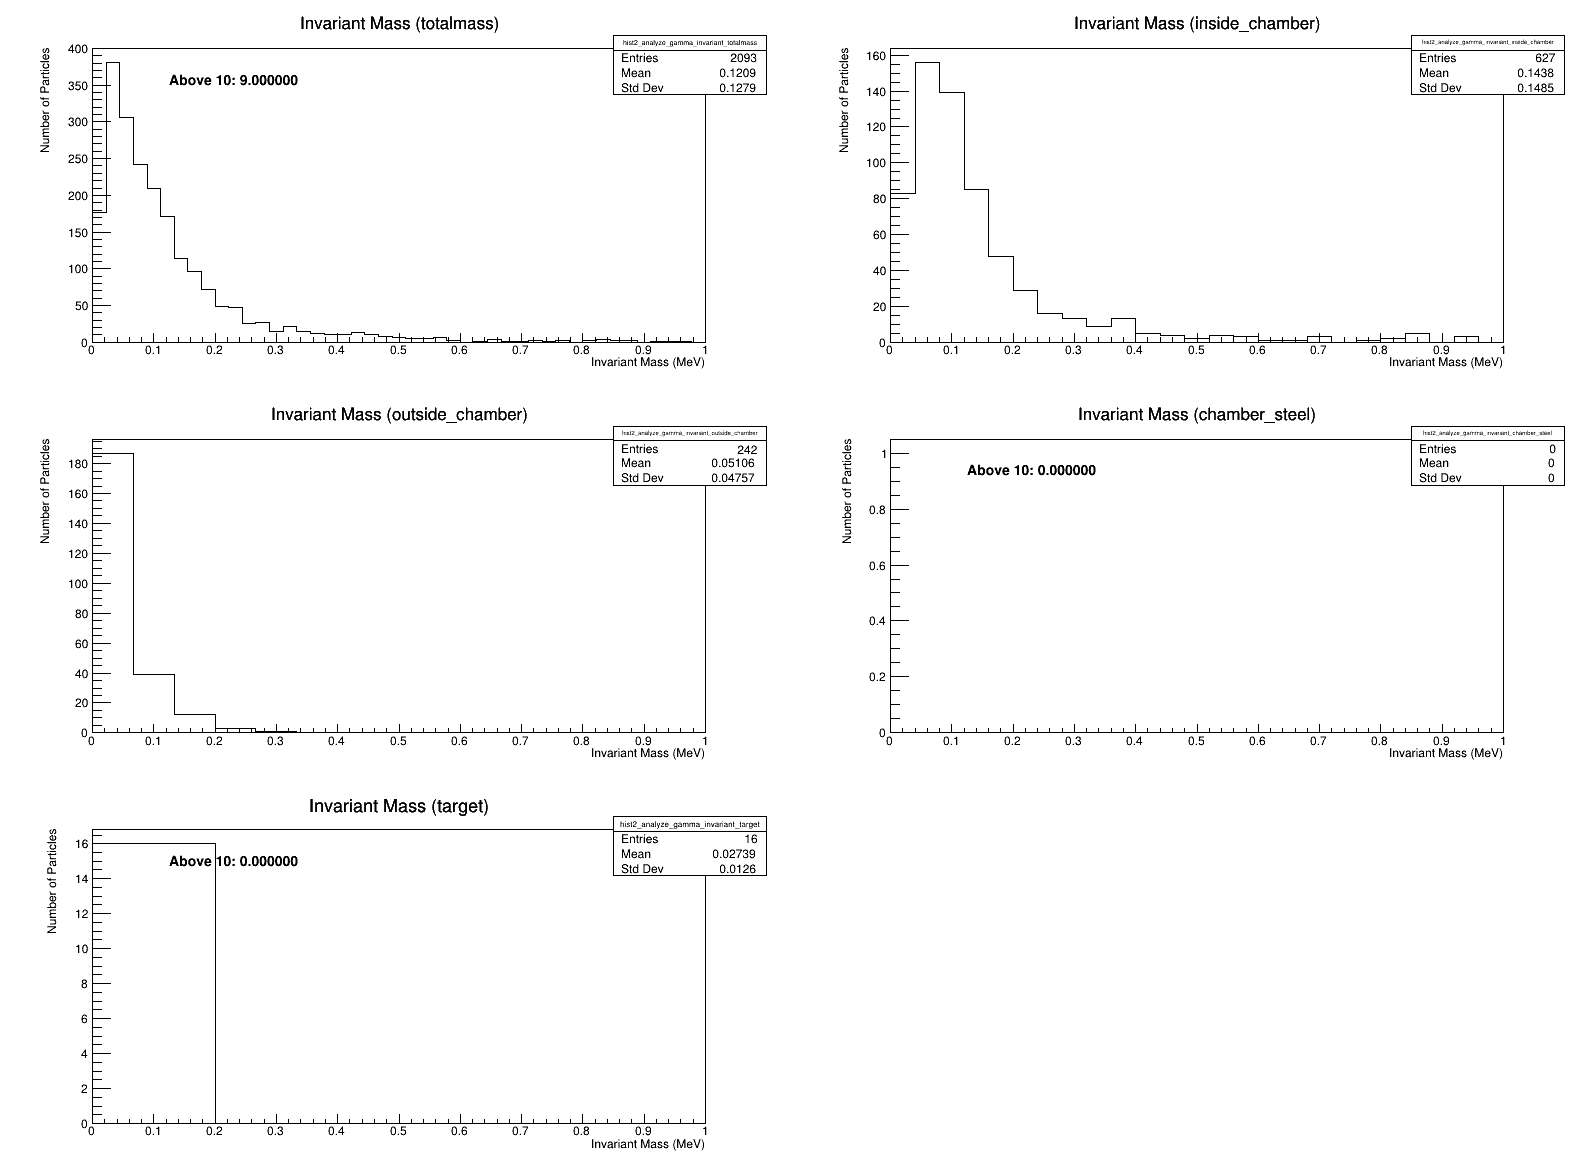 Invariant Mass (totalmass)
Number of Particles
hist2_analyze_gamma_invariant_totalmass
Entries 2093
Mean 0.1209
Std Dev 0.1279
Above 10: 9.000000
400
350
300
250
200
150
100
50
0
0 0.1 0.2 0.3 0.4 0.5 0.6 0.7 0.8 0.9 1
Invariant Mass (MeV)
Invariant Mass (inside_chamber)
Number of Particles
hist2_analyze_gamma_invariant_inside_chamber
Entries 627
Mean 0.1438
Std Dev 0.1485
160
140
120
100
80
60
40
20
0
0 0.1 0.2 0.3 0.4 0.5 0.6 0.7 0.8 0.9 1
Invariant Mass (MeV)
Invariant Mass (outside_chamber)
Number of Particles
hist2_analyze_gamma_invariant_outside_chamber
Entries 242
Mean 0.05106
Std Dev 0.04757
180
160
140
120
100
80
60
40
20
0
0 0.1 0.2 0.3 0.4 0.5 0.6 0.7 0.8 0.9 1
Invariant Mass (MeV)
Invariant Mass (chamber_steel)
Number of Particles
hist2_analyze_gamma_invariant_chamber_steel
Entries 0
Mean 0
Std Dev 0
Above 10: 0.000000
1
0.8
0.6
0.4
0.2
0
0 0.1 0.2 0.3 0.4 0.5 0.6 0.7 0.8 0.9 1
Invariant Mass (MeV)
Invariant Mass (target)
Number of Particles
hist2_analyze_gamma_invariant_target
Entries 16
Mean 0.02739
Std Dev 0.0126
Above 10: 0.000000
16
14
12
10
8
6
4
2
0
0 0.1 0.2 0.3 0.4 0.5 0.6 0.7 0.8 0.9 1
Invariant Mass (MeV)